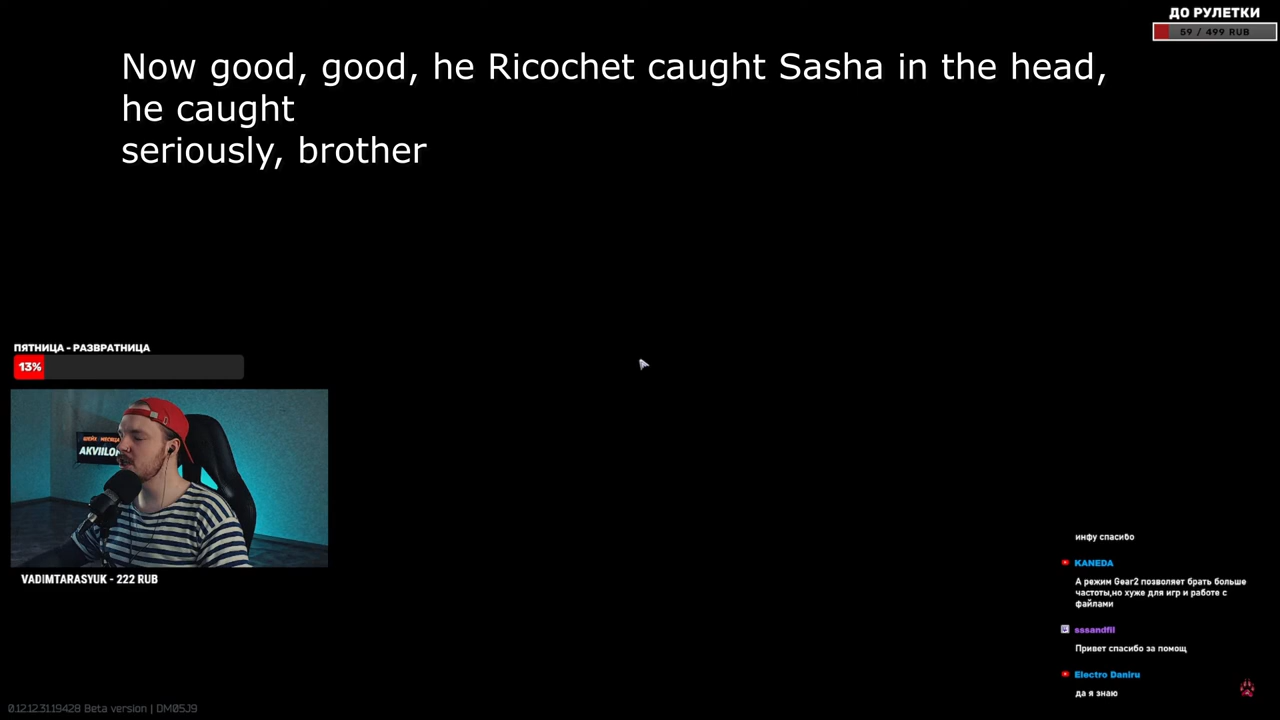 ДО РУЛЕТКИ
59 / 499 RUB
Now good, good, he Ricochet caught Sasha in the head,
he caught
seriously, brother
ПЯТНИЦА - РАЗВРАТНИЦА
13%
ШЕЙХ МЕСЯЦА
AKVIILON
VADIMTARASYUK - 222 RUB
инфу спасибо
KANEDA
А режим Gear2 позволяет брать больше
частоты,но хуже для игр и работе с
файлами
sssandfil
Привет спасибо за помощ
Electro Daniru
да я знаю
0.12.12.31.19428 Beta version | DM05J9